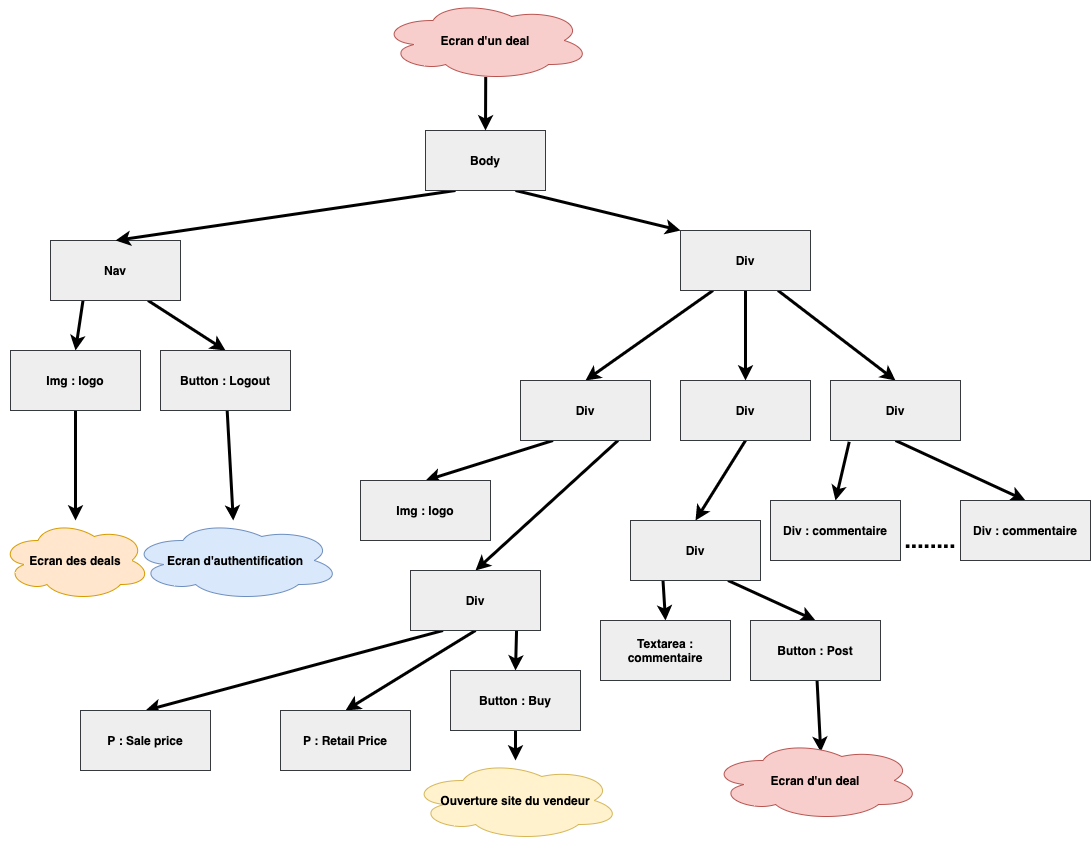 Ecran d'un deal
Body
Nav
Div
Img : logo
Button : Logout
Div
Div
Div
Img : logo
Div : commentaire
........
Div : commentaire
Ecran des deals
Ecran d'authentification
Div
Div
Textarea :
commentaire
Button : Post
P : Sale price
P : Retail Price
Button : Buy
Ouverture site du vendeur
Ecran d'un deal